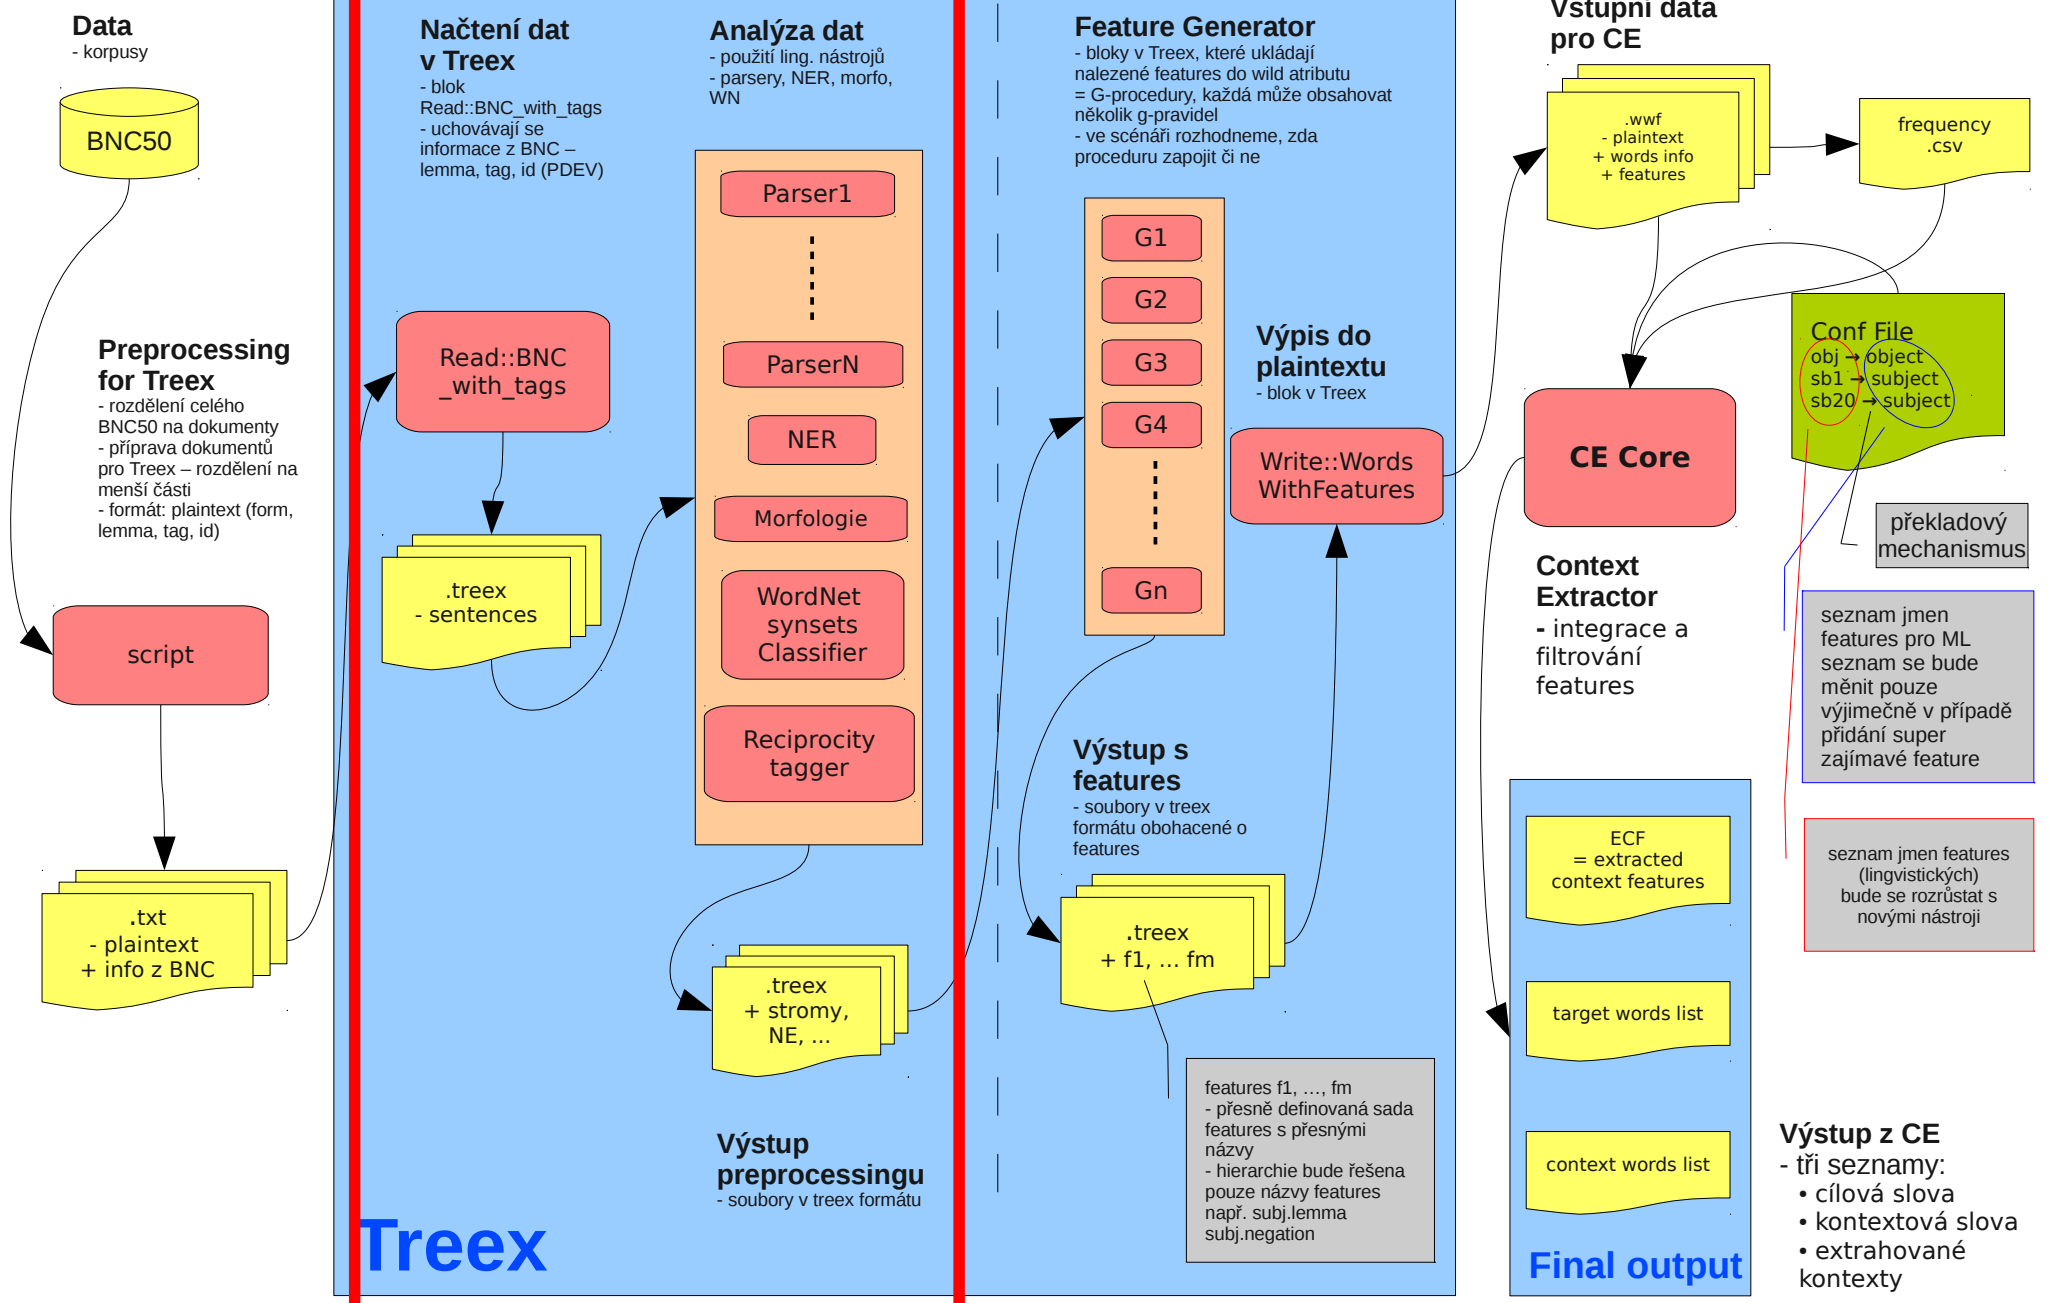 Data
- korpusy
BNC50
Preprocessing
for Treex
- rozdělení celého
BNC50 na dokumenty
- příprava dokumentů
pro Treex – rozdělení na
menší části
- formát: plaintext (form,
lemma, tag, id)
script
.txt
- plaintext
+ info z BNC
Načtení dat
v Treex
- blok
Read::BNC_with_tags
- uchovávají se
informace z BNC –
lemma, tag, id (PDEV)
Read::BNC
_with_tags
.treex
- sentences
Analýza dat
- použití ling. nástrojů
- parsery, NER, morfo,
WN
Parser1
ParserN
NER
Morfologie
WordNet
synsets
Classifier
Reciprocity
tagger
.treex
+ stromy,
NE, ...
Výstup
preprocessingu
- soubory v treex formátu
Treex
Feature Generator
- bloky v Treex, které ukládají
nalezené features do wild atributu
= G-procedury, každá může obsahovat
několik g-pravidel
- ve scénáři rozhodneme, zda
proceduru zapojit či ne
G1
G2
G3
G4
Gn
Výpis do
plaintextu
- blok v Treex
Write::Words
WithFeatures
Výstup s
features
- soubory v treex
formátu obohacené o
features
.treex
+ f1, ... fm
features f1, ..., fm
- přesně definovaná sada
features s přesnými
názvy
- hierarchie bude řešena
pouze názvy features
např. subj.lemma
subj.negation
Vstupní data
pro CE
.wwf
- plaintext
+ words info
+ features
frequency
.csv
Conf File
obj → object
sb1 → subject
sb20 → subject
CE Core
překladový
mechanismus
Context
Extractor
- integrace a
filtrování
features
seznam jmen
features pro ML
seznam se bude
měnit pouze
výjimečně v případě
přidání super
zajímavé feature
seznam jmen features
(lingvistických)
bude se rozrůstat s
novými nástroji
ECF
= extracted
context features
target words list
context words list
Final output
Výstup z CE
- tři seznamy:
• cílová slova
• kontextová slova
• extrahované
kontexty